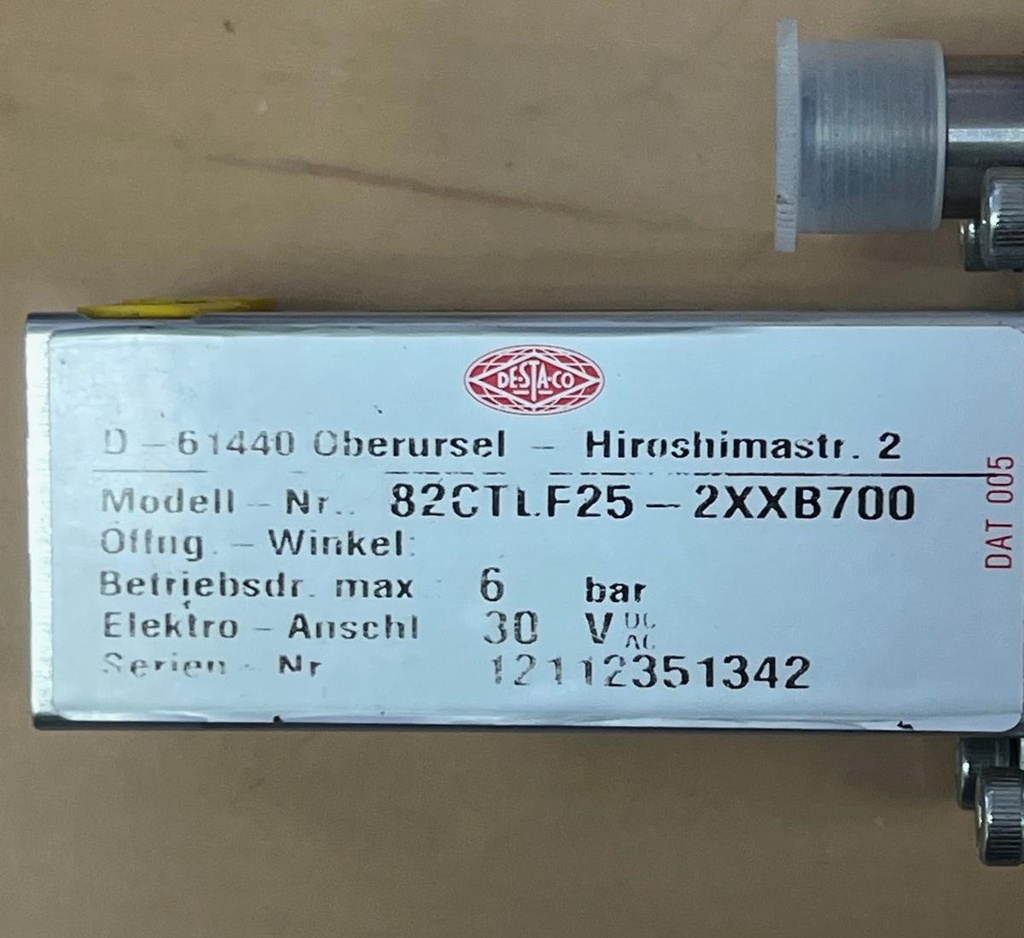 DE-STA-CO
D - 61440 Oberursel - Hiroshimastr. 2
Modell - Nr.. 82CTLF25 - 2XXB700
Öffng. - Winkel:
Betriebsdr. max : 6 bar
Elektro - Anschl 30 V DC AC
Serien - Nr 12112351342
DAT 005